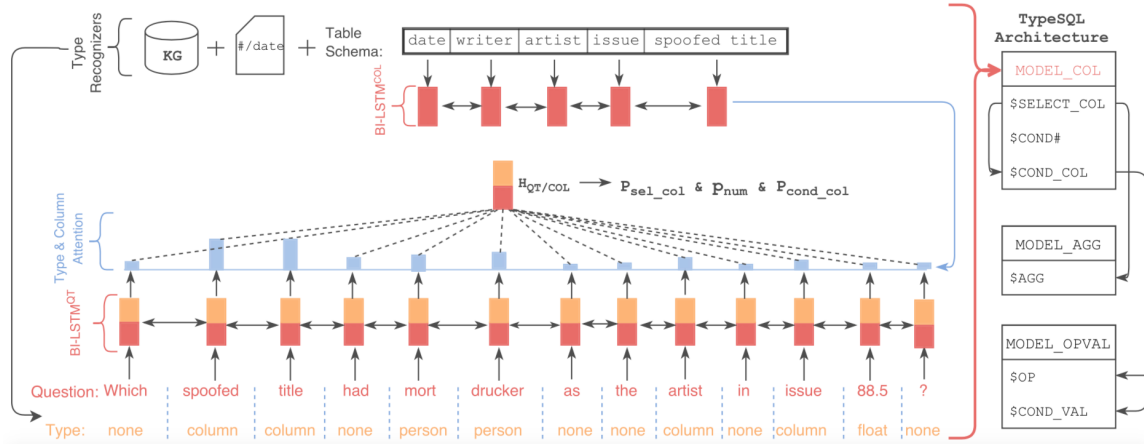 Type Recognizers
KG
+
#/date
+
Table Schema:
date writer artist issue spoofed title
BI-LSTM^COL
TypeSQL
Architecture
MODEL_COL
$SELECT_COL
$COND#
$COND_COL
MODEL_AGG
$AGG
MODEL_OPVAL
$OP
$COND_VAL
H_QT/COL → P_sel_col & p_num & P_cond_col
Type & Column
Attention
BI-LSTM^QT
Question: Which spoofed title had mort drucker as the artist in issue 88.5 ?
Type: none column column none person person none none column none column float none